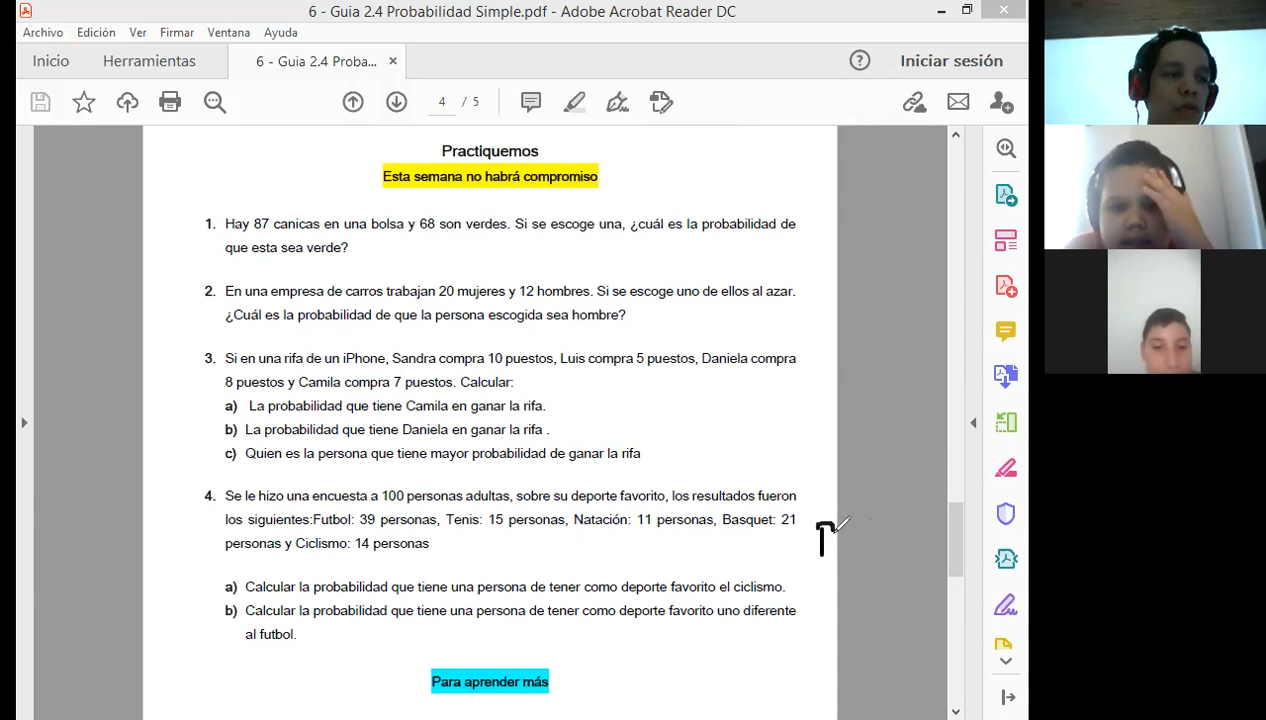 6 - Guia 2.4 Probabilidad Simple.pdf - Adobe Acrobat Reader DC
Archivo Edición Ver Firmar Ventana Ayuda
Inicio Herramientas 6 - Guia 2.4 Proba... × Iniciar sesión
4 / 5
Practiquemos
Esta semana no habrá compromiso
1. Hay 87 canicas en una bolsa y 68 son verdes. Si se escoge una, ¿cuál es la probabilidad de
que esta sea verde?
2. En una empresa de carros trabajan 20 mujeres y 12 hombres. Si se escoge uno de ellos al azar.
¿Cuál es la probabilidad de que la persona escogida sea hombre?
3. Si en una rifa de un iPhone, Sandra compra 10 puestos, Luis compra 5 puestos, Daniela compra
8 puestos y Camila compra 7 puestos. Calcular:
a) La probabilidad que tiene Camila en ganar la rifa.
b) La probabilidad que tiene Daniela en ganar la rifa .
c) Quien es la persona que tiene mayor probabilidad de ganar la rifa
4. Se le hizo una encuesta a 100 personas adultas, sobre su deporte favorito, los resultados fueron
los siguientes:Futbol: 39 personas, Tenis: 15 personas, Natación: 11 personas, Basquet: 21
personas y Ciclismo: 14 personas
a) Calcular la probabilidad que tiene una persona de tener como deporte favorito el ciclismo.
b) Calcular la probabilidad que tiene una persona de tener como deporte favorito uno diferente
al futbol.
Para aprender más